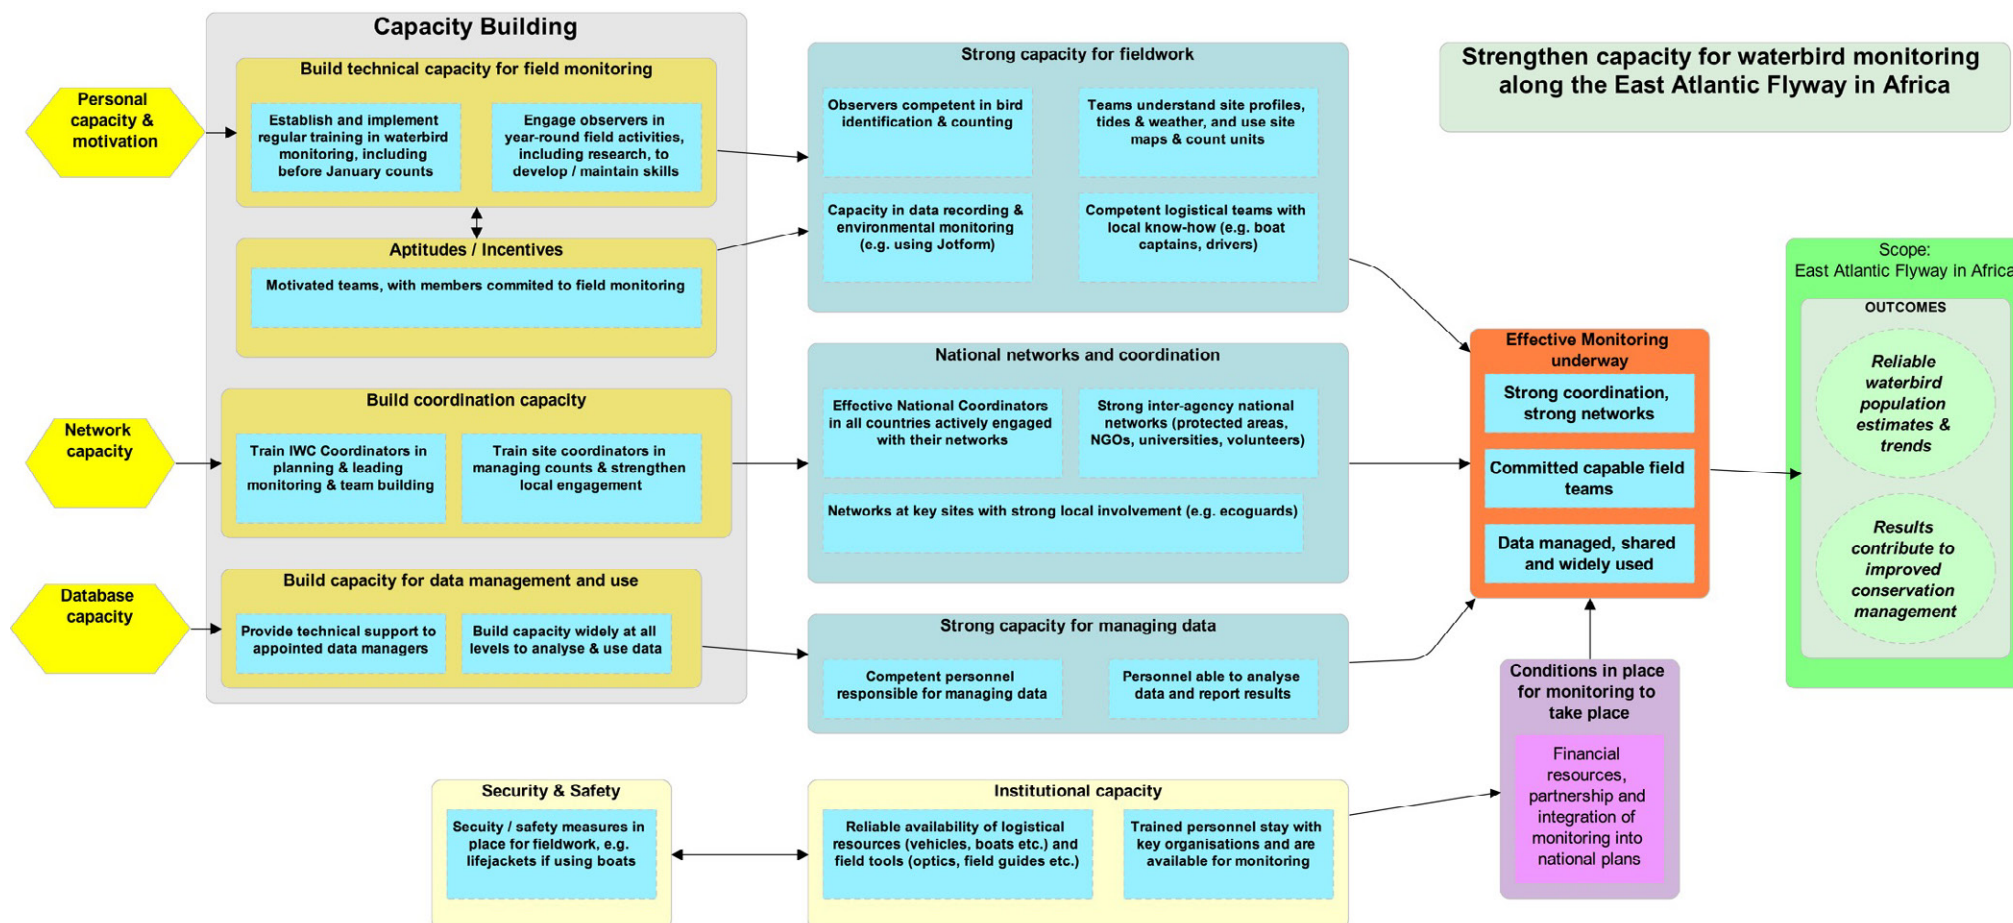 Capacity Building
Strengthen capacity for waterbird monitoring
along the East Atlantic Flyway in Africa
Personal
capacity &
motivation
Build technical capacity for field monitoring
Establish and implement
regular training in waterbird
monitoring, including
before January counts
Engage observers in
year-round field activities,
including research, to
develop / maintain skills
Aptitudes / Incentives
Motivated teams, with members commited to field monitoring
Strong capacity for fieldwork
Observers competent in bird
identification & counting
Teams understand site profiles,
tides & weather, and use site
maps & count units
Capacity in data recording &
environmental monitoring
(e.g. using Jotform)
Competent logistical teams with
local know-how (e.g. boat
captains, drivers)
Network
capacity
Build coordination capacity
Train IWC Coordinators in
planning & leading
monitoring & team building
Train site coordinators in
managing counts & strengthen
local engagement
National networks and coordination
Effective National Coordinators
in all countries actively engaged
with their networks
Strong inter-agency national
networks (protected areas,
NGOs, universities, volunteers)
Networks at key sites with strong local involvement (e.g. ecoguards)
Database
capacity
Build capacity for data management and use
Provide technical support to
appointed data managers
Build capacity widely at all
levels to analyse & use data
Strong capacity for managing data
Competent personnel
responsible for managing data
Personnel able to analyse
data and report results
Security & Safety
Secuity / safety measures in
place for fieldwork, e.g.
lifejackets if using boats
Institutional capacity
Reliable availability of logistical
resources (vehicles, boats etc.) and
field tools (optics, field guides etc.)
Trained personnel stay with
key organisations and are
available for monitoring
Effective Monitoring
underway
Strong coordination,
strong networks
Committed capable field
teams
Data managed, shared
and widely used
Conditions in place
for monitoring to
take place
Financial
resources,
partnership and
integration of
monitoring into
national plans
Scope:
East Atlantic Flyway in Africa
OUTCOMES
Reliable
waterbird
population
estimates &
trends
Results
contribute to
improved
conservation
management